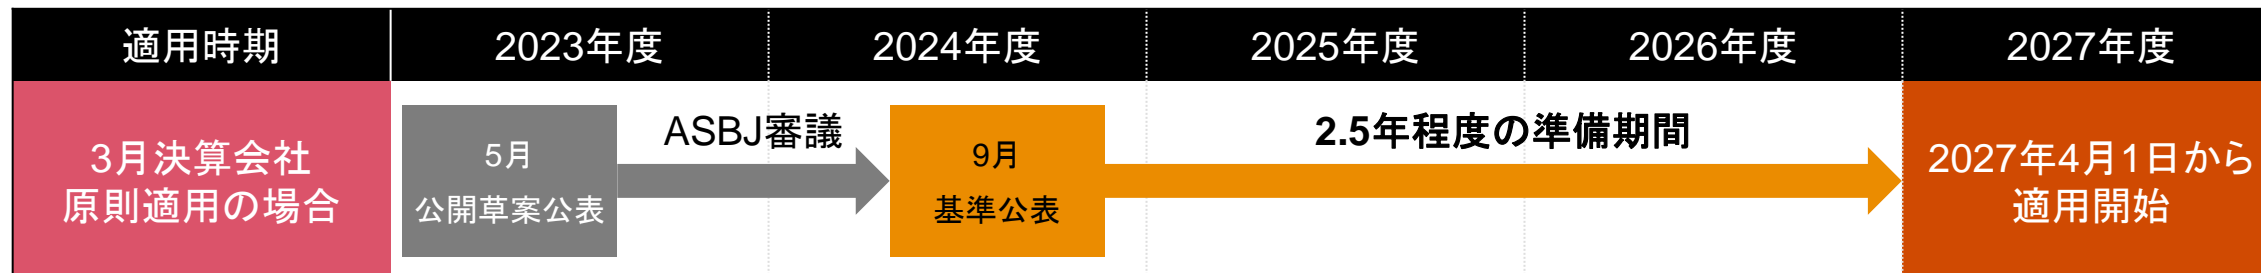 適用時期
2023年度
2024年度
2025年度
2026年度
2027年度
3月決算会社
原則適用の場合
5月
公開草案公表
ASBJ審議
9月
基準公表
2.5年程度の準備期間
2027年4月1日から
適用開始